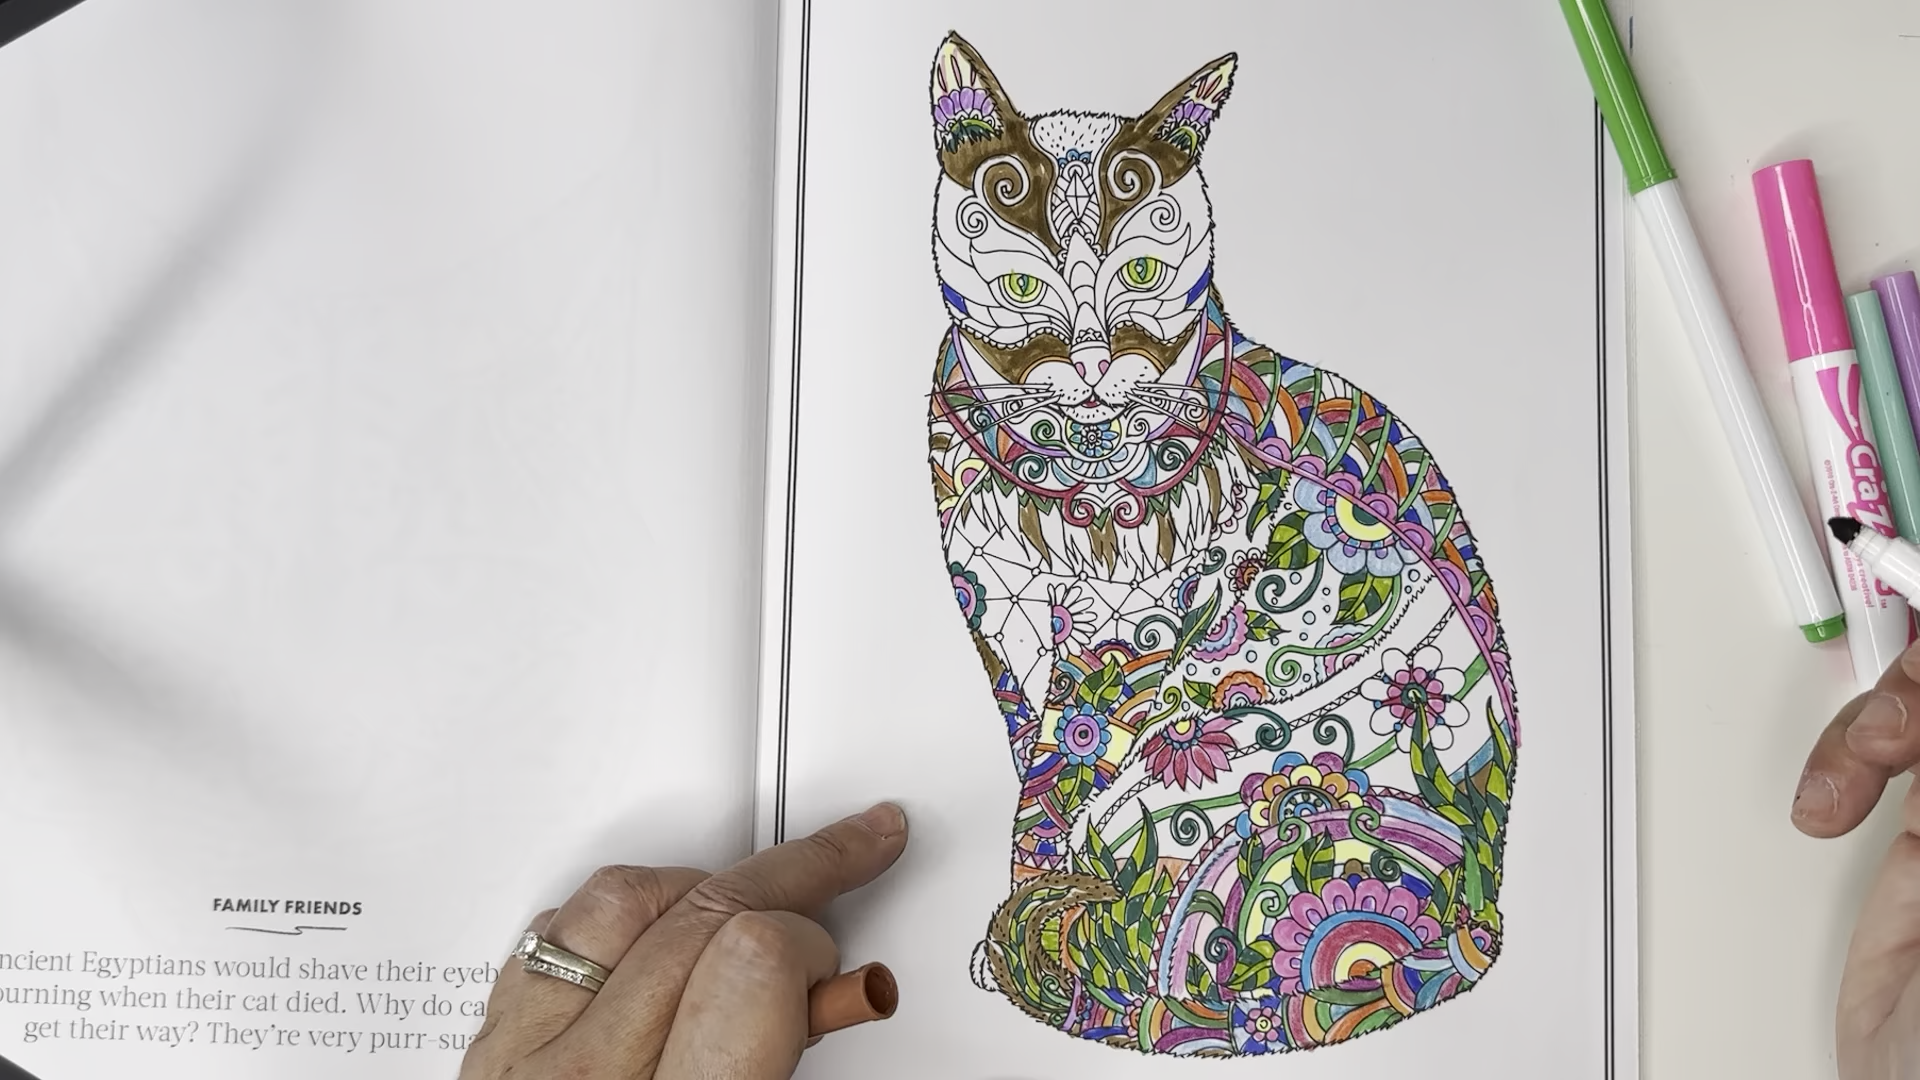 FAMILY FRIENDS
ncient Egyptians would shave their eyeb
ourning when their cat died. Why do ca
get their way? They're very purr-sua
CraZ